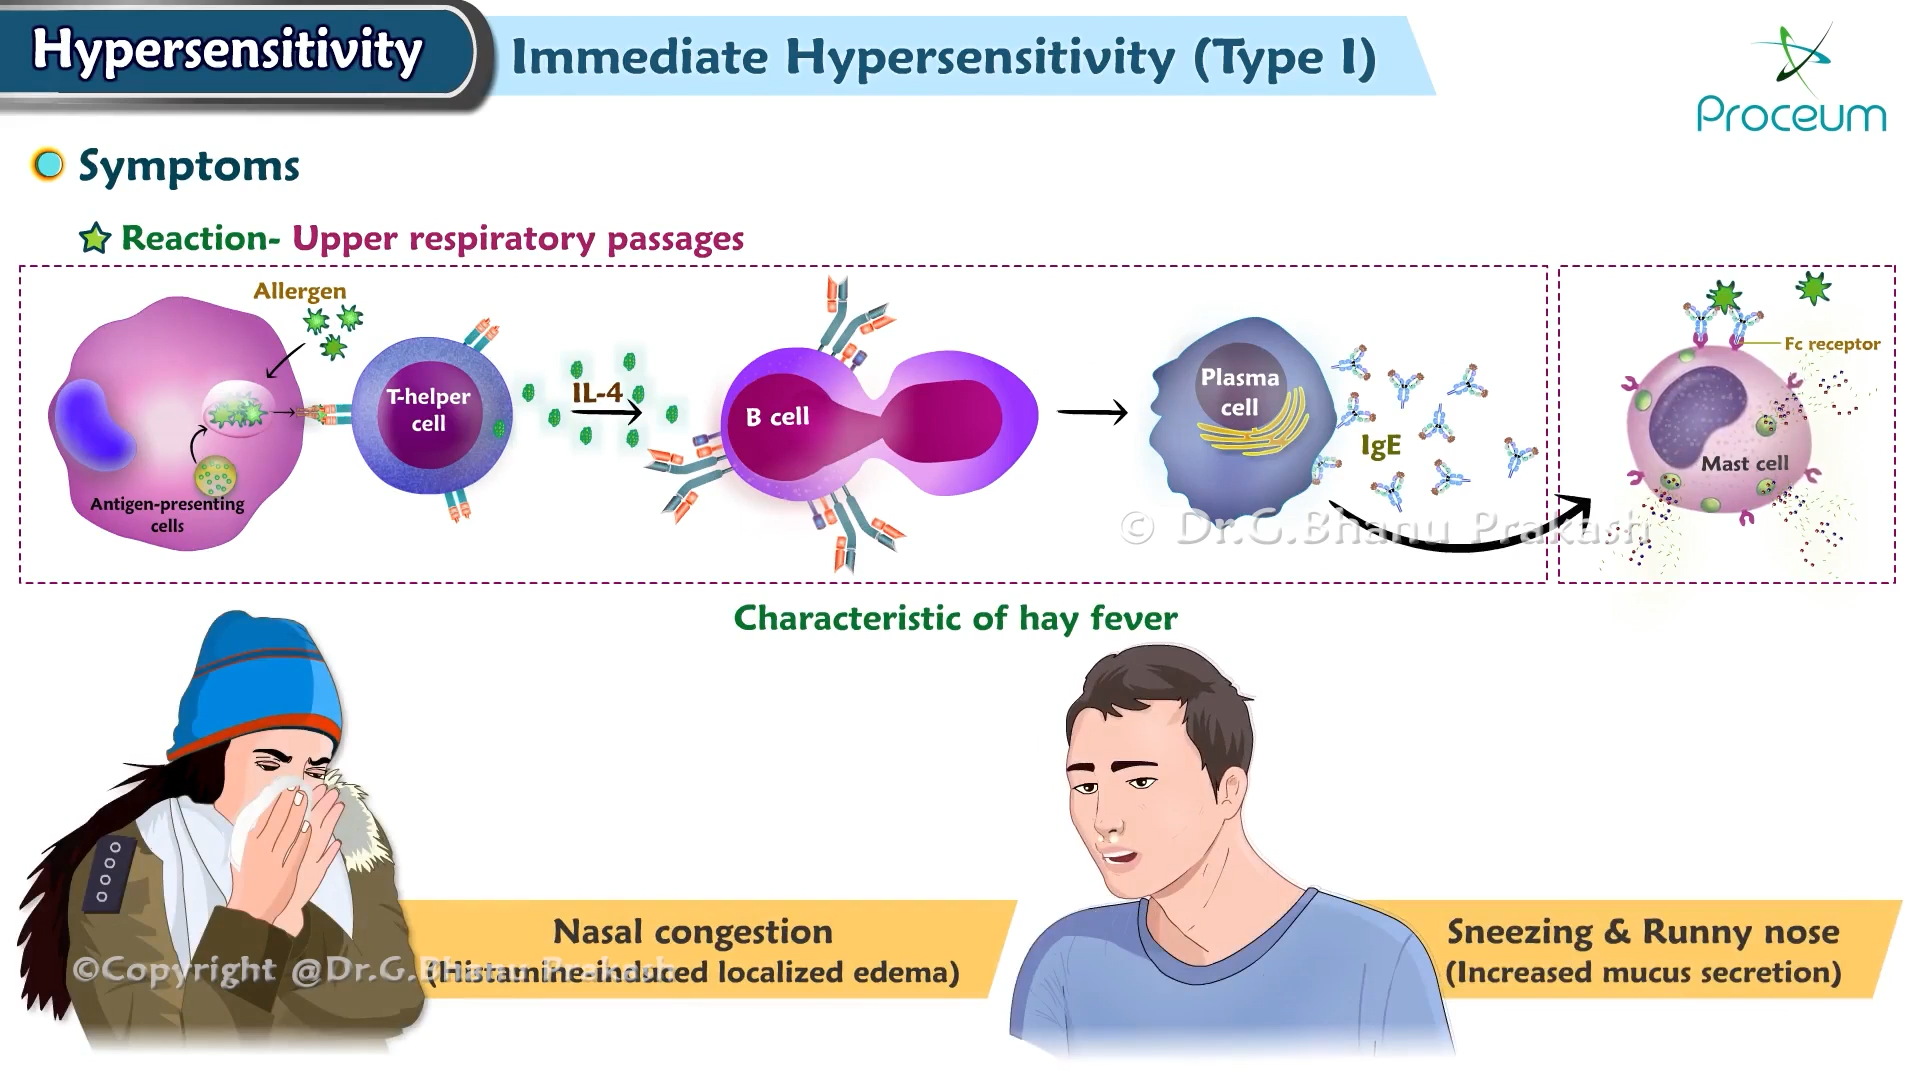 Hypersensitivity
Immediate Hypersensitivity (Type I)
Proceum
Symptoms
Reaction- Upper respiratory passages
Allergen
T-helper
cell
IL-4
B cell
Plasma
cell
IgE
Fc receptor
Mast cell
Antigen-presenting
cells
© Dr.G.Bhanu Prakash
Characteristic of hay fever
Nasal congestion
(Histamine-induced localized edema)
Sneezing & Runny nose
(Increased mucus secretion)
©Copyright @Dr.G.Bhanu Prakash